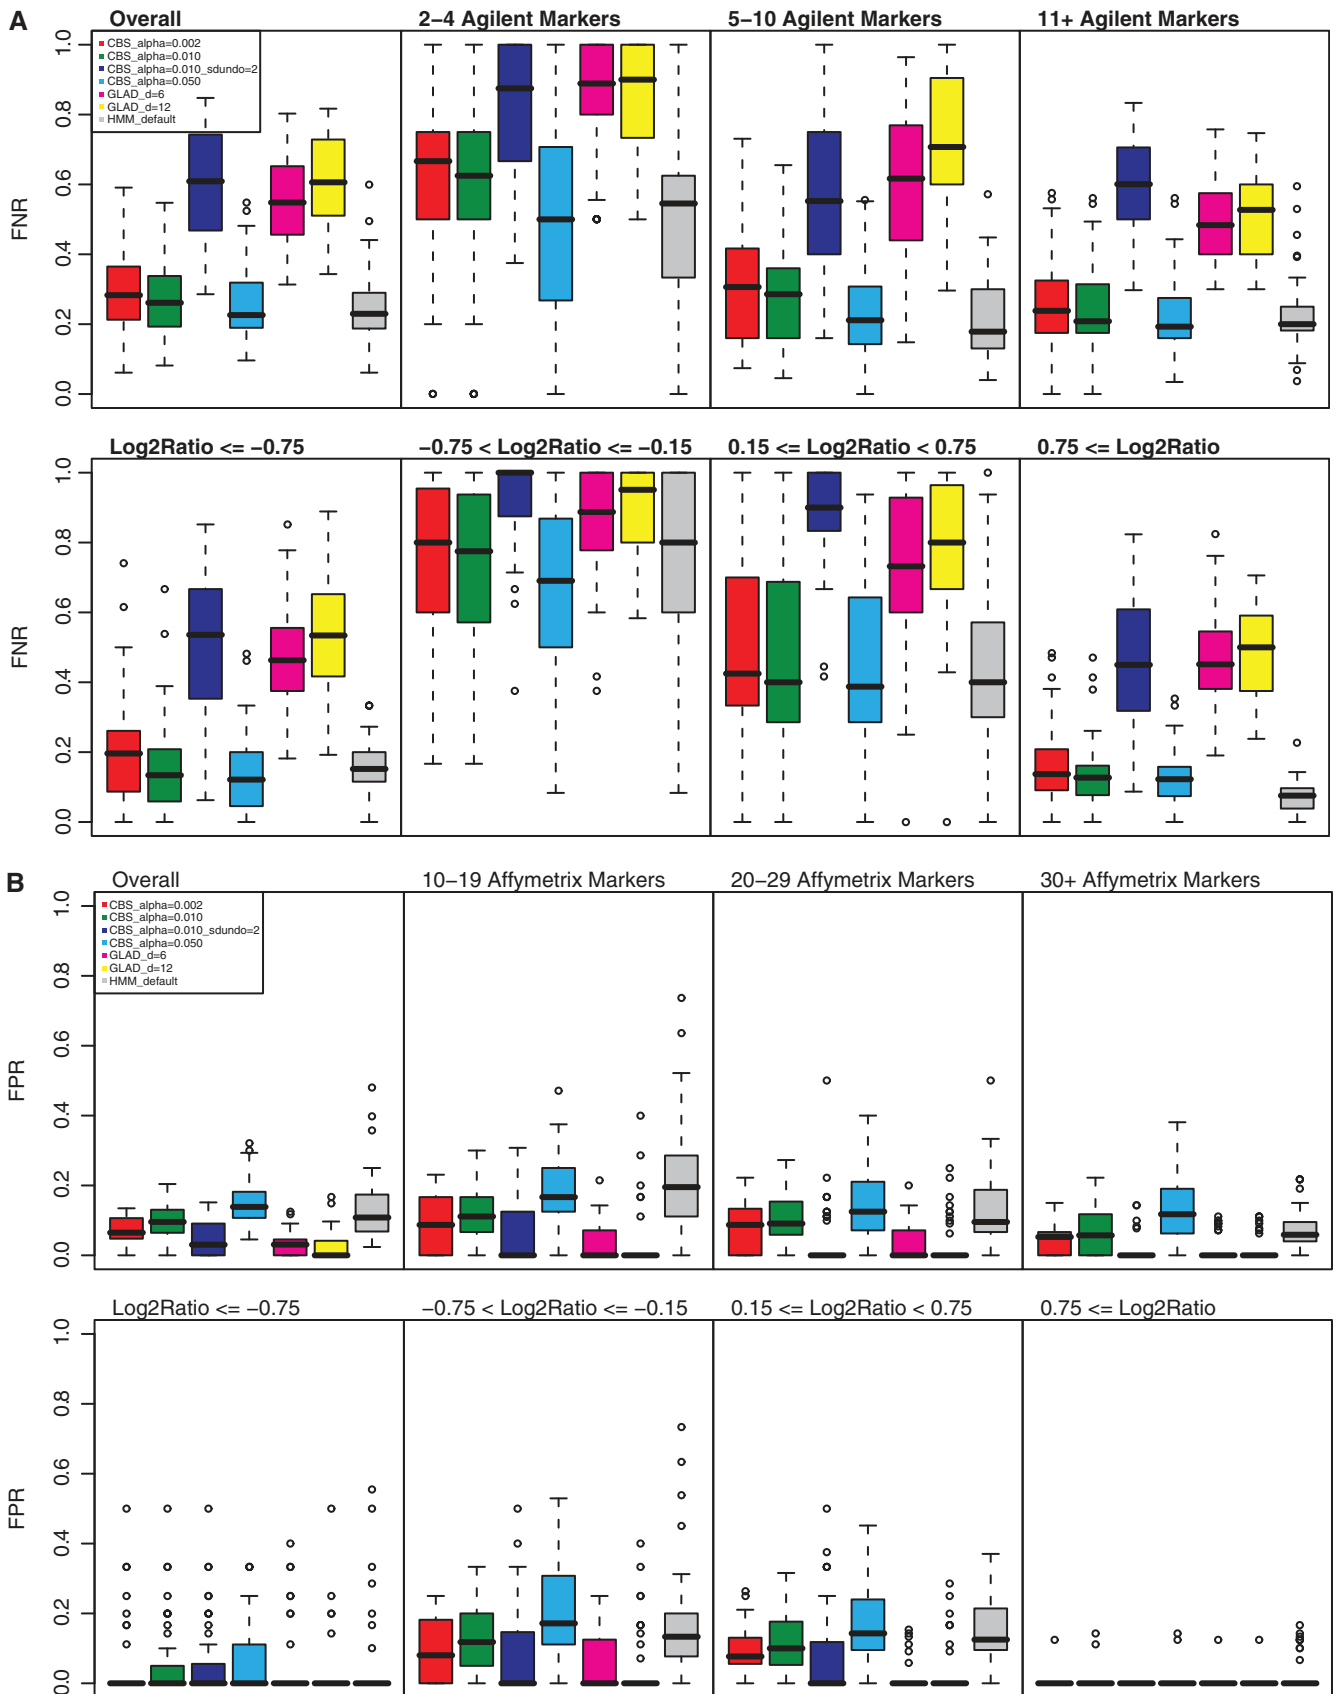 A
Overall
2−4 Agilent Markers
5−10 Agilent Markers
11+ Agilent Markers
CBS_alpha=0.002
CBS_alpha=0.010
CBS_alpha=0.010_sdundo=2
CBS_alpha=0.050
GLAD_d=6
GLAD_d=12
HMM_default
FNR
1.0
0.8
0.6
0.4
0.2
0.0
Log2Ratio <= −0.75
−0.75 < Log2Ratio <= −0.15
0.15 <= Log2Ratio < 0.75
0.75 <= Log2Ratio
FNR
1.0
0.8
0.6
0.4
0.2
0.0
B
Overall
10−19 Affymetrix Markers
20−29 Affymetrix Markers
30+ Affymetrix Markers
CBS_alpha=0.002
CBS_alpha=0.010
CBS_alpha=0.010_sdundo=2
CBS_alpha=0.050
GLAD_d=6
GLAD_d=12
HMM_default
FPR
1.0
0.8
0.6
0.4
0.2
0.0
Log2Ratio <= −0.75
−0.75 < Log2Ratio <= −0.15
0.15 <= Log2Ratio < 0.75
0.75 <= Log2Ratio
FPR
1.0
0.8
0.6
0.4
0.2
0.0